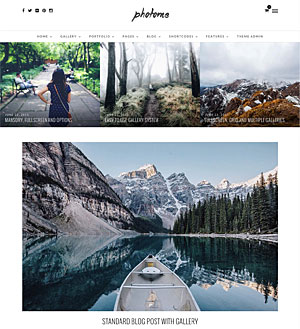 photome
HOME GALLERY PORTFOLIO PAGES BLOG SHORTCODES FEATURES THEME ADMIN
MANSORY, FULLSCREEN AND OPTIONS
EASY TO USE GALLERY SYSTEM
FULLSCREEN, GRID AND MULTIPLE GALLERIES
STANDARD BLOG POST WITH GALLERY